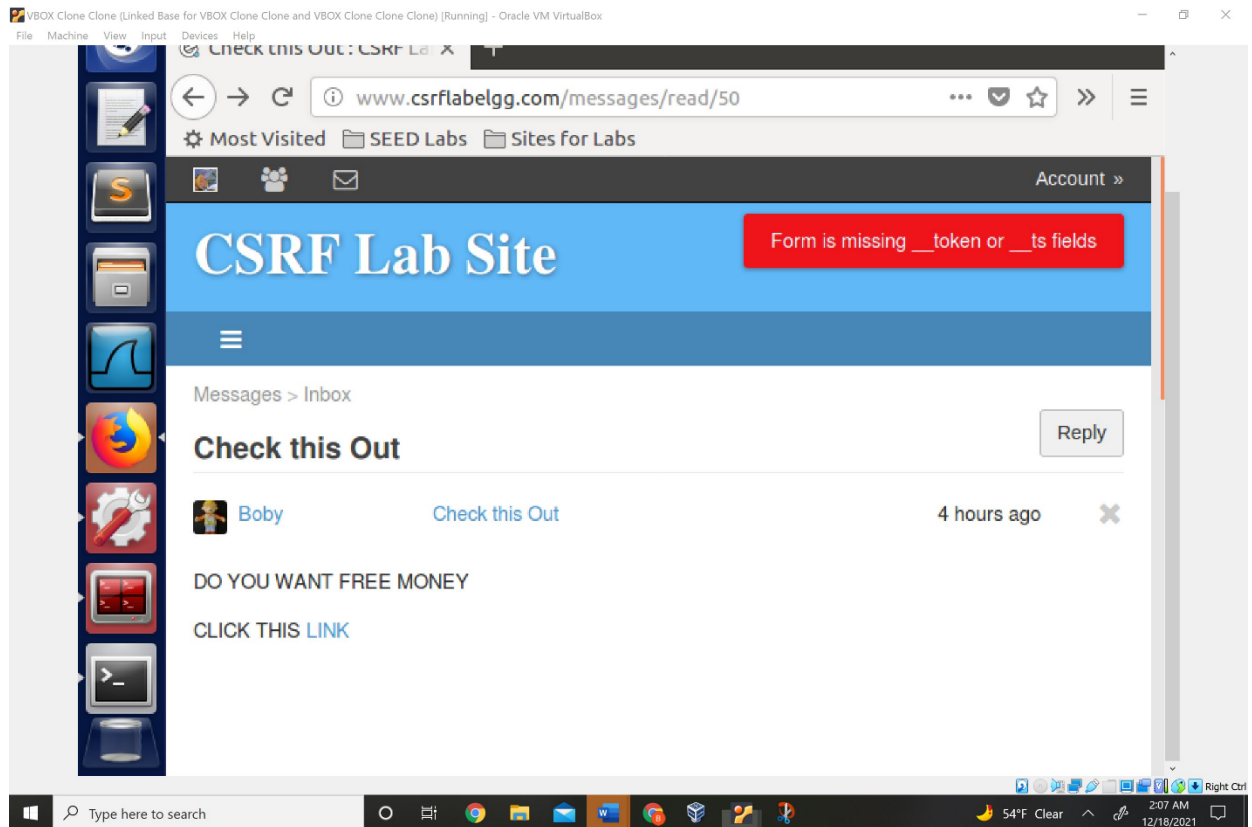 VBOX Clone Clone (Linked Base for VBOX Clone Clone and VBOX Clone Clone Clone) [Running] - Oracle VM VirtualBox
File Machine View Input Devices Help
Check this Out : CSRF La
www.csrflabelgg.com/messages/read/50
Most Visited SEED Labs Sites for Labs
Account »
CSRF Lab Site
Form is missing __token or __ts fields
Messages > Inbox
Check this Out
Reply
Boby Check this Out 4 hours ago
DO YOU WANT FREE MONEY
CLICK THIS LINK
Right Ctrl
Type here to search
54°F Clear
2:07 AM
12/18/2021